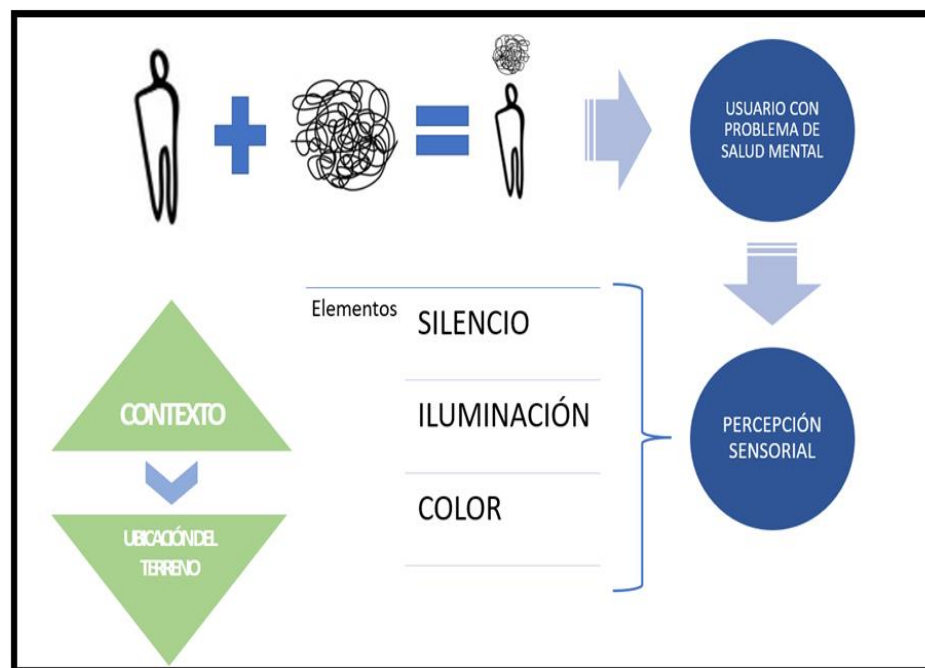 USUARIO CON
PROBLEMA DE
SALUD MENTAL
Elementos
SILENCIO
ILUMINACIÓN
COLOR
PERCEPCIÓN
SENSORIAL
CONTEXTO
UBICACIÓN DEL
TERRENO